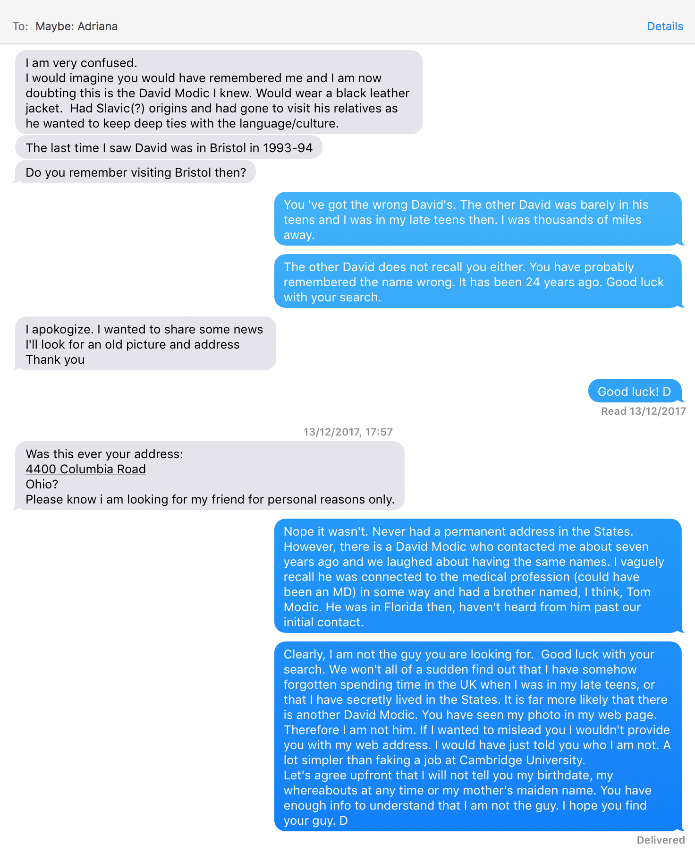 To: Maybe: Adriana
Details
I am very confused.
I would imagine you would have remembered me and I am now
doubting this is the David Modic I knew. Would wear a black leather
jacket.  Had Slavic(?) origins and had gone to visit his relatives as
he wanted to keep deep ties with the language/culture.
The last time I saw David was in Bristol in 1993-94
Do you remember visiting Bristol then?
You 've got the wrong David's. The other David was barely in his
teens and I was in my late teens then. I was thousands of miles
away.
The other David does not recall you either. You have probably
remembered the name wrong. It has been 24 years ago. Good luck
with your search.
I apokogize. I wanted to share some news
I'll look for an old picture and address
Thank you
Good luck! D
Read 13/12/2017
13/12/2017, 17:57
Was this ever your address:
4400 Columbia Road
Ohio?
Please know i am looking for my friend for personal reasons only.
Nope it wasn't. Never had a permanent address in the States.
However, there is a David Modic who contacted me about seven
years ago and we laughed about having the same names. I vaguely
recall he was connected to the medical profession (could have
been an MD) in some way and had a brother named, I think, Tom
Modic. He was in Florida then, haven't heard from him past our
initial contact.
Clearly, I am not the guy you are looking for.  Good luck with your
search. We won't all of a sudden find out that I have somehow
forgotten spending time in the UK when I was in my late teens, or
that I have secretly lived in the States. It is far more likely that there
is another David Modic. You have seen my photo in my web page.
Therefore I am not him. If I wanted to mislead you I wouldn't provide
you with my web address. I would have just told you who I am not. A
lot simpler than faking a job at Cambridge University.
Let's agree upfront that I will not tell you my birthdate, my
whereabouts at any time or my mother's maiden name. You have
enough info to understand that I am not the guy. I hope you find
your guy. D
Delivered